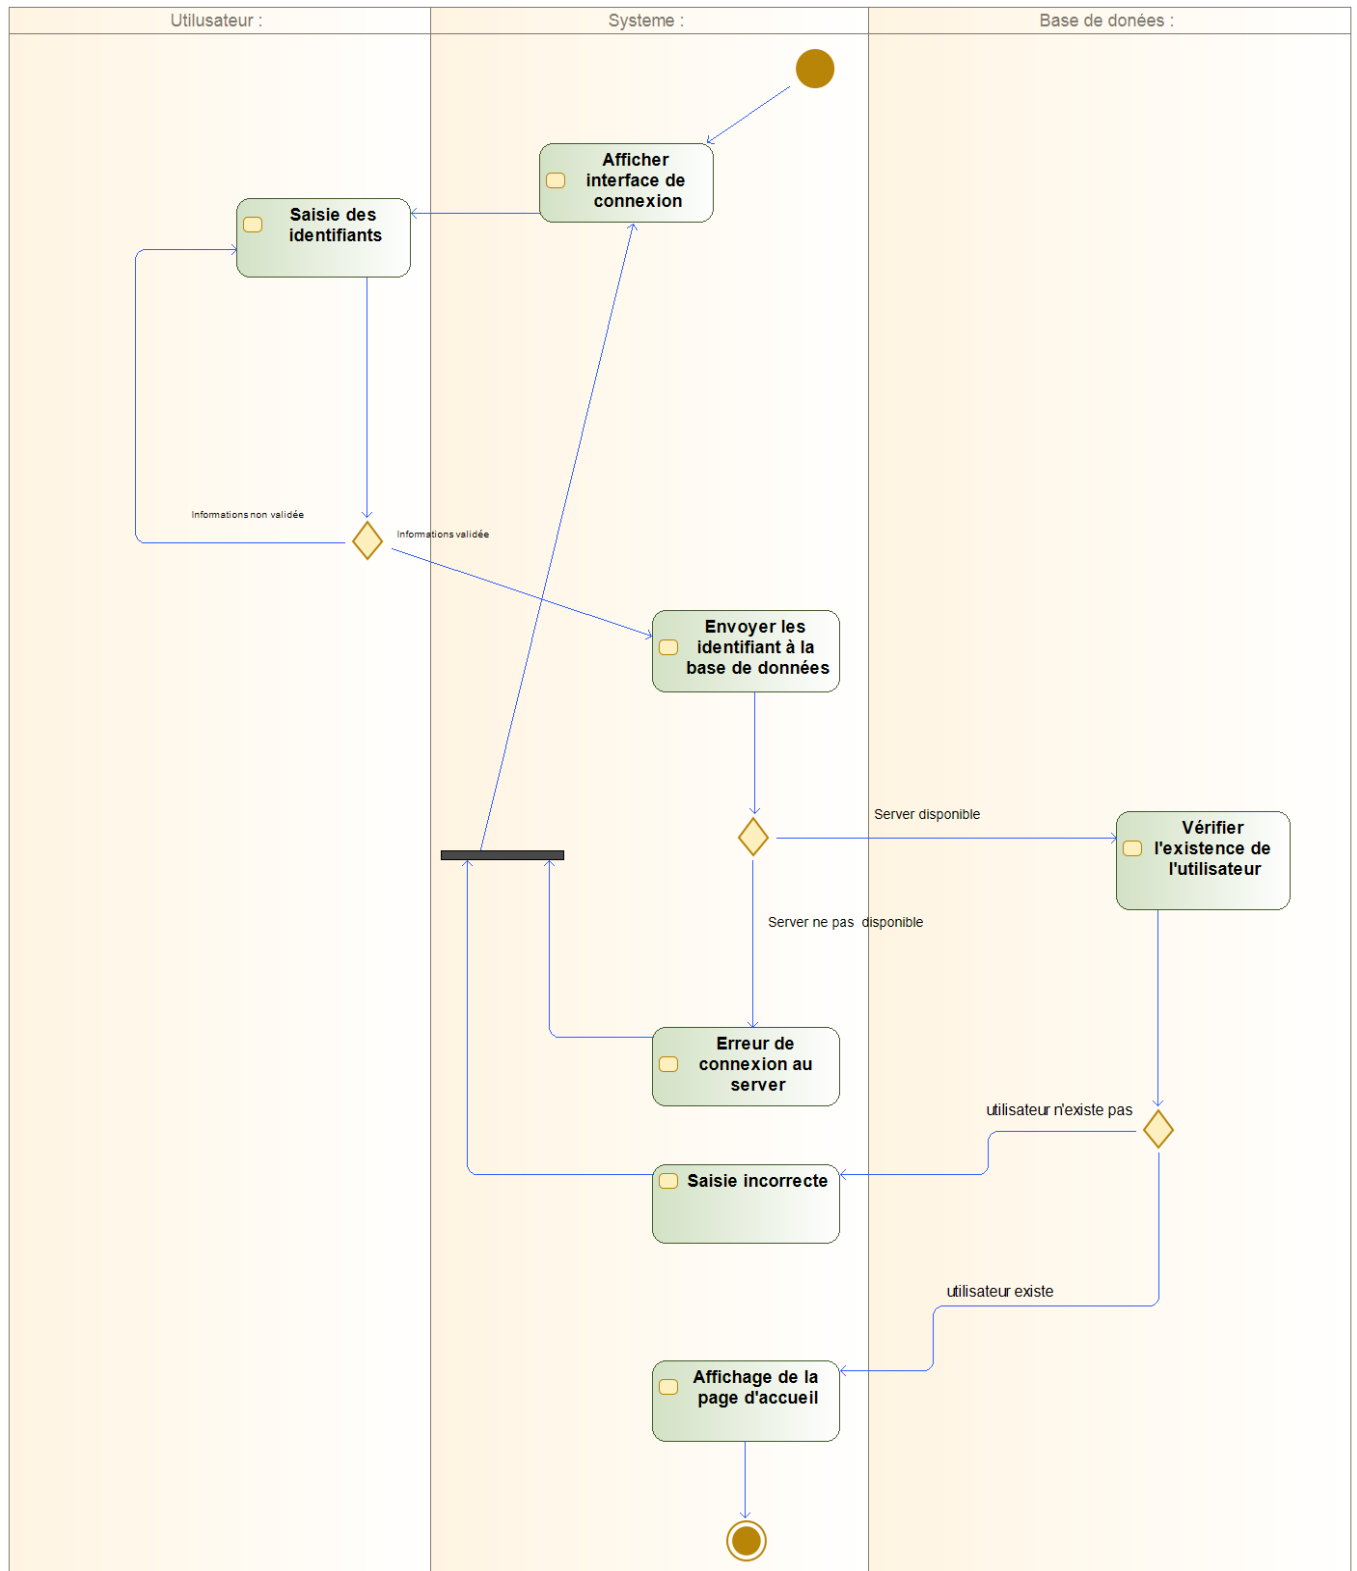 Utilusateur :
Systeme :
Base de donées :
Afficher
interface de
connexion
Saisie des
identifiants
Informations non validée
Informations validée
Envoyer les
identifiant à la
base de données
Server disponible
Vérifier
l'existence de
l'utilisateur
Server ne pas  disponible
Erreur de
connexion au
server
utilisateur n'existe pas
Saisie incorrecte
utilisateur existe
Affichage de la
page d'accueil